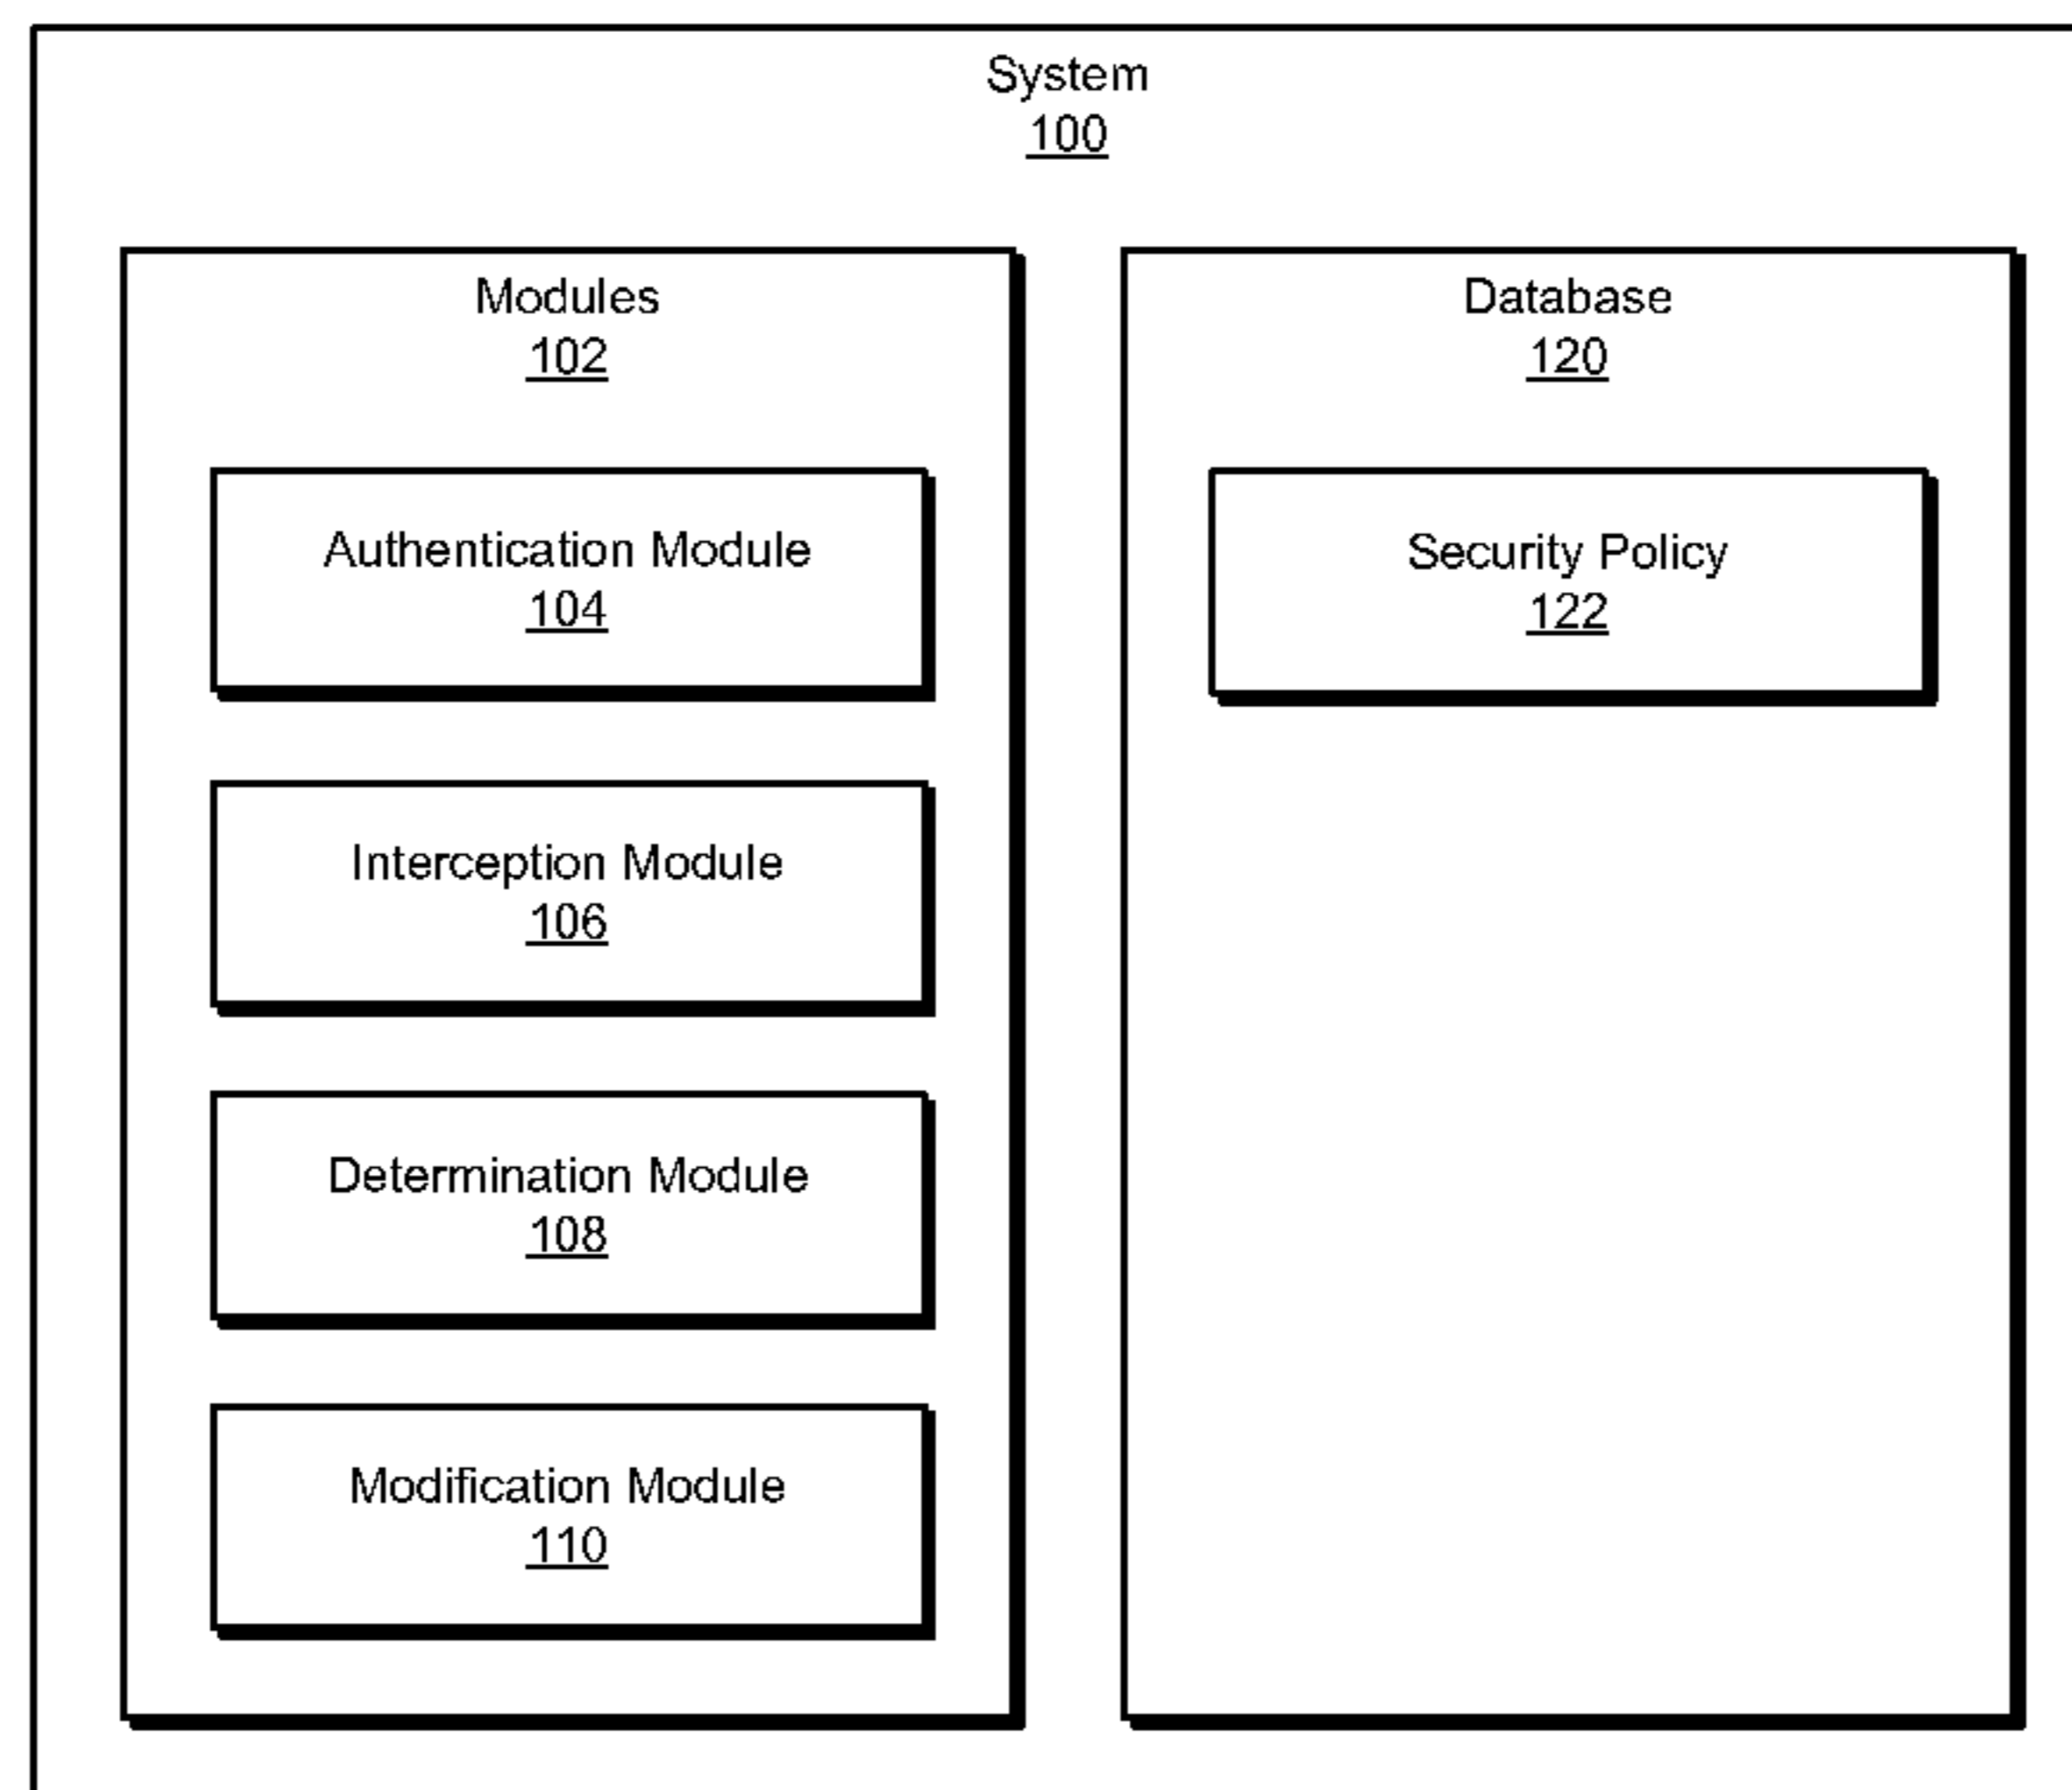 System
100
Modules
102
Authentication Module
104
Interception Module
106
Determination Module
108
Modification Module
110
Database
120
Security Policy
122